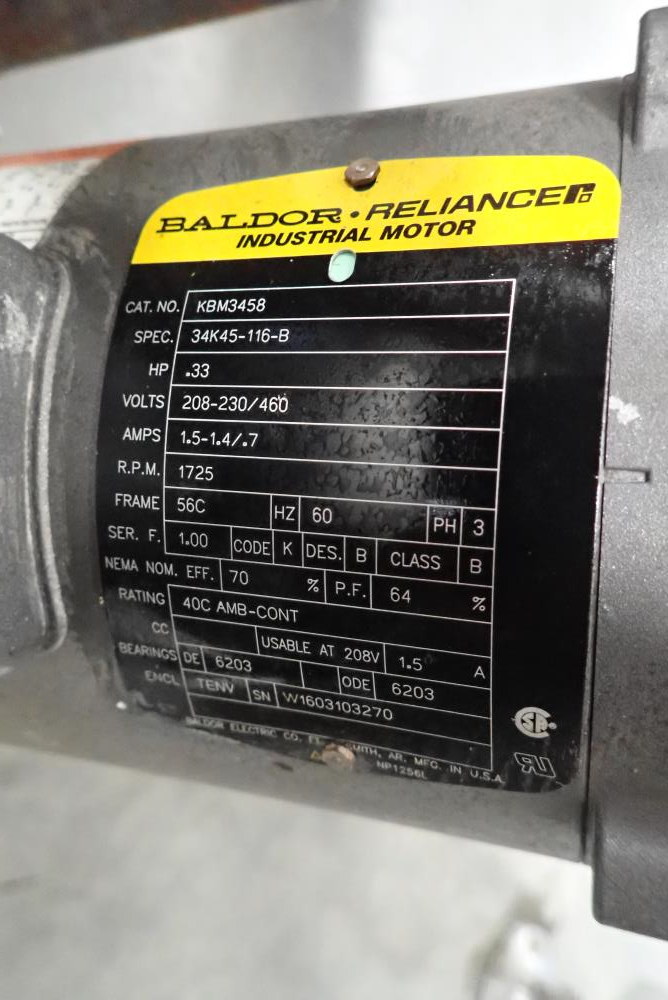 BALDOR • RELIANCE
INDUSTRIAL MOTOR
CAT. NO. KBM3458
SPEC. 34K45-116-B
HP .33
VOLTS 208-230/460
AMPS 1.5-1.4/.7
R.P.M. 1725
FRAME 56C HZ 60 PH 3
SER. F. 1.00 CODE K DES. B CLASS B
NEMA NOM. EFF. 70 % P.F. 64 %
RATING 40C AMB-CONT
CC USABLE AT 208V 1.5 A
BEARINGS DE 6203 ODE 6203
ENCL TENV SN W1603103270
BALDOR ELECTRIC CO. SMITH, AR. MFG. IN U.S.A.
NP1256L